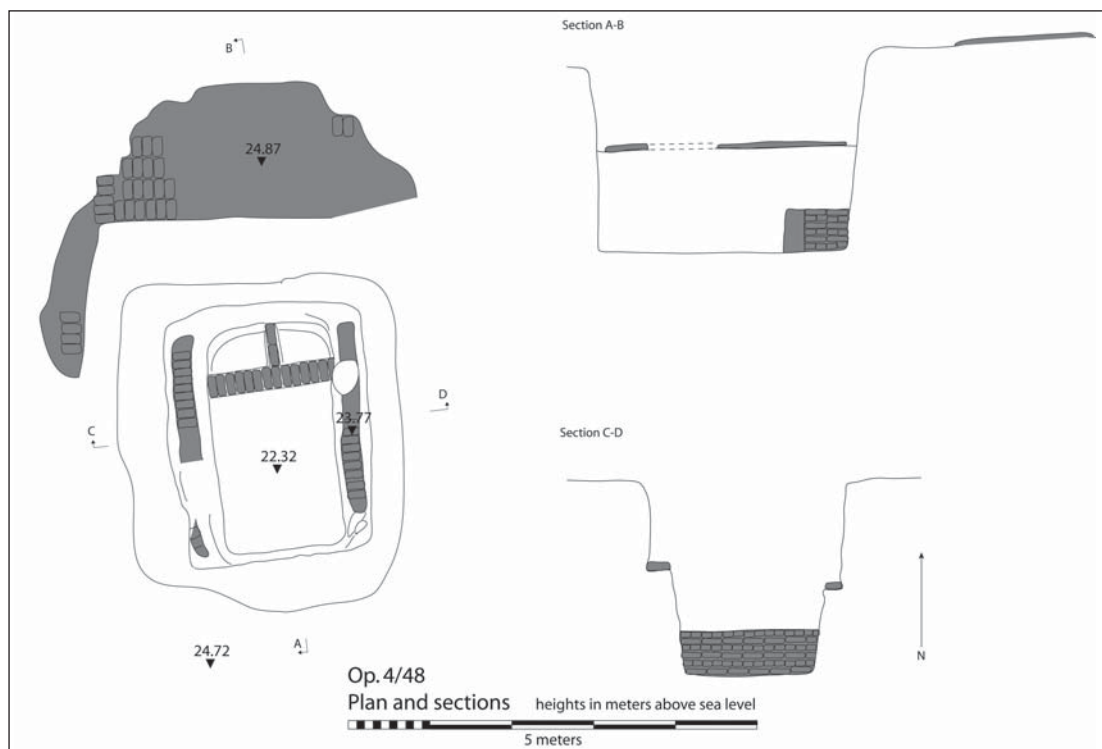 B
24.87
C
D
23.77
22.32
24.72
A
Section A-B
Section C-D
N
Op. 4/48
Plan and sections heights in meters above sea level
5 meters